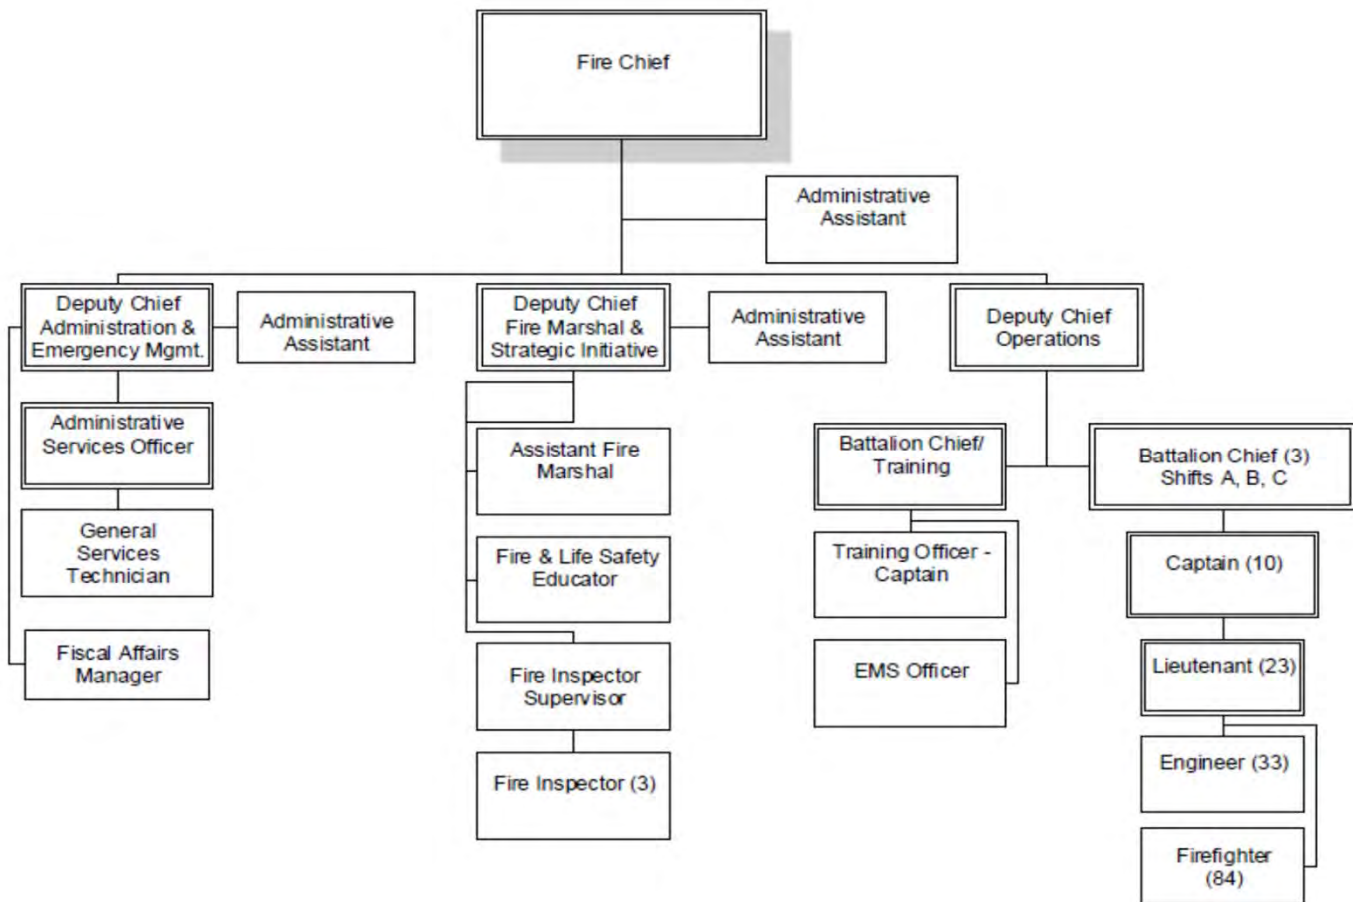 Fire Chief
Administrative
Assistant
Deputy Chief
Administration &
Emergency Mgmt.
Administrative
Assistant
Deputy Chief
Fire Marshal &
Strategic Initiative
Administrative
Assistant
Deputy Chief
Operations
Administrative
Services Officer
General
Services
Technician
Fiscal Affairs
Manager
Assistant Fire
Marshal
Fire & Life Safety
Educator
Fire Inspector
Supervisor
Fire Inspector (3)
Battalion Chief/
Training
Training Officer -
Captain
EMS Officer
Battalion Chief (3)
Shifts A, B, C
Captain (10)
Lieutenant (23)
Engineer (33)
Firefighter
(84)